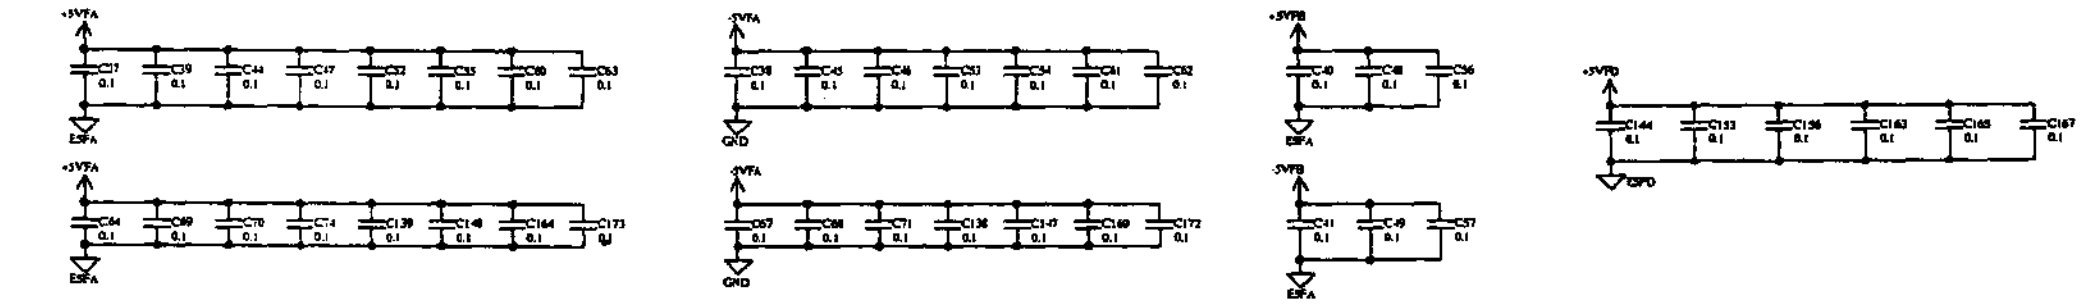 +5VFA
C37 C39 C44 C47 C52 C55 C60 C63
0.1 0.1 0.1 0.1 0.1 0.1 0.1 0.1
ESFA
-5VFA
C38 C45 C46 C53 C54 C61 C62
0.1 0.1 0.1 0.1 0.1 0.1 0.1
GND
+5VFB
C40 C48 C56
0.1 0.1 0.1
ESFA
+5VFD
C144 C153 C156 C163 C165 C167
0.1 0.1 0.1 0.1 0.1 0.1
+5VFA
C64 C69 C70 C74 C139 C148 C164 C173
0.1 0.1 0.1 0.1 0.1 0.1 0.1 0.1
ESFA
-5VFA
C67 C68 C71 C138 C147 C169 C172
0.1 0.1 0.1 0.1 0.1 0.1 0.1
GND
-5VFB
C41 C49 C57
0.1 0.1 0.1
ESFA